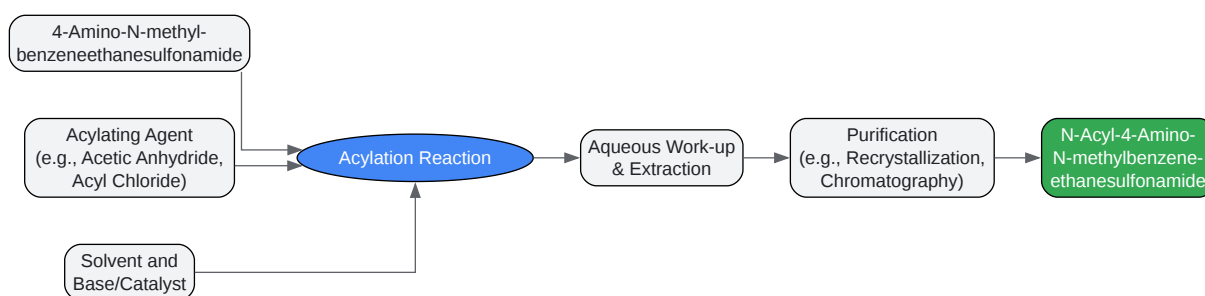 4-Amino-N-methyl-
benzeneethanesulfonamide
Acylating Agent
(e.g., Acetic Anhydride,
Acyl Chloride)
Solvent and
Base/Catalyst
Acylation Reaction
Aqueous Work-up
& Extraction
Purification
(e.g., Recrystallization,
Chromatography)
N-Acyl-4-Amino-
N-methylbenzene-
ethanesulfonamide